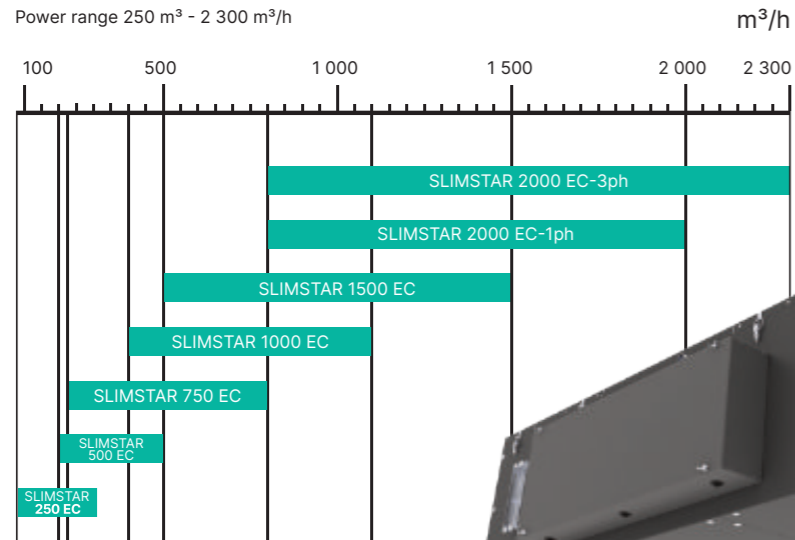 Power range 250 m³ - 2 300 m³/h
m³/h
100 500 1 000 1 500 2 000 2 300
SLIMSTAR 2000 EC-3ph
SLIMSTAR 2000 EC-1ph
SLIMSTAR 1500 EC
SLIMSTAR 1000 EC
SLIMSTAR 750 EC
SLIMSTAR
500 EC
SLIMSTAR
250 EC